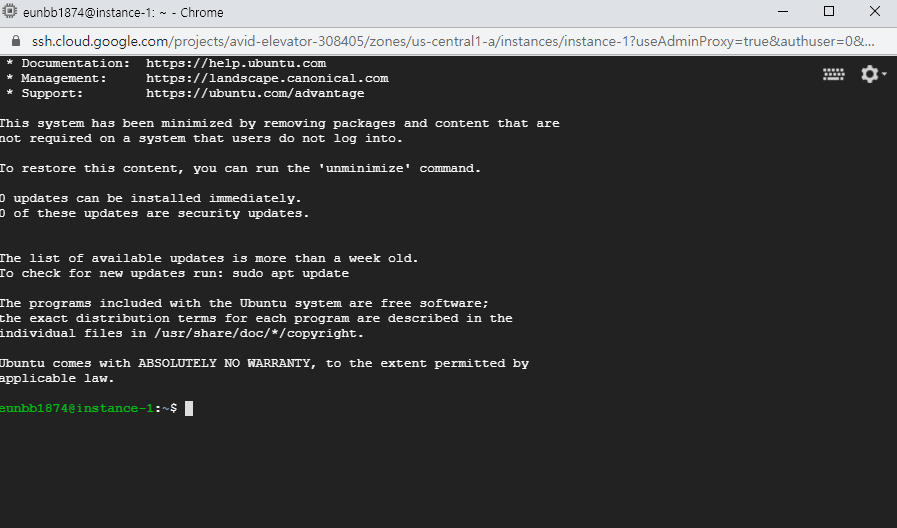 eunbb1874@instance-1: ~ - Chrome
ssh.cloud.google.com/projects/avid-elevator-308405/zones/us-central1-a/instances/instance-1?useAdminProxy=true&authuser=0&...
* Documentation:  https://help.ubuntu.com
* Management:     https://landscape.canonical.com
* Support:        https://ubuntu.com/advantage
This system has been minimized by removing packages and content that are
not required on a system that users do not log into.
To restore this content, you can run the 'unminimize' command.
0 updates can be installed immediately.
0 of these updates are security updates.
The list of available updates is more than a week old.
To check for new updates run: sudo apt update
The programs included with the Ubuntu system are free software;
the exact distribution terms for each program are described in the
individual files in /usr/share/doc/*/copyright.
Ubuntu comes with ABSOLUTELY NO WARRANTY, to the extent permitted by
applicable law.
eunbb1874@instance-1:~$